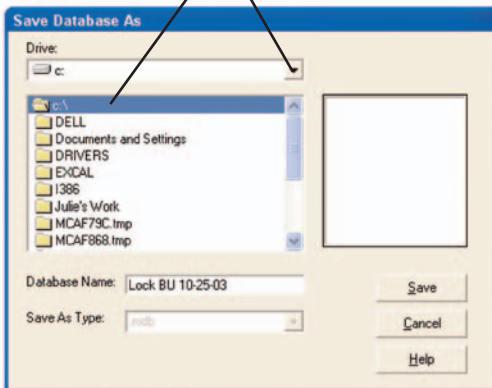 Save Database As
Drive:
c:
c:\
DELL
Documents and Settings
DRIVERS
EXCAL
I386
Julie's Work
MCAF79C.tmp
MCAF868.tmp
Database Name: Lock BU 10-25-03
Save
Save As Type: mdb
Cancel
Help